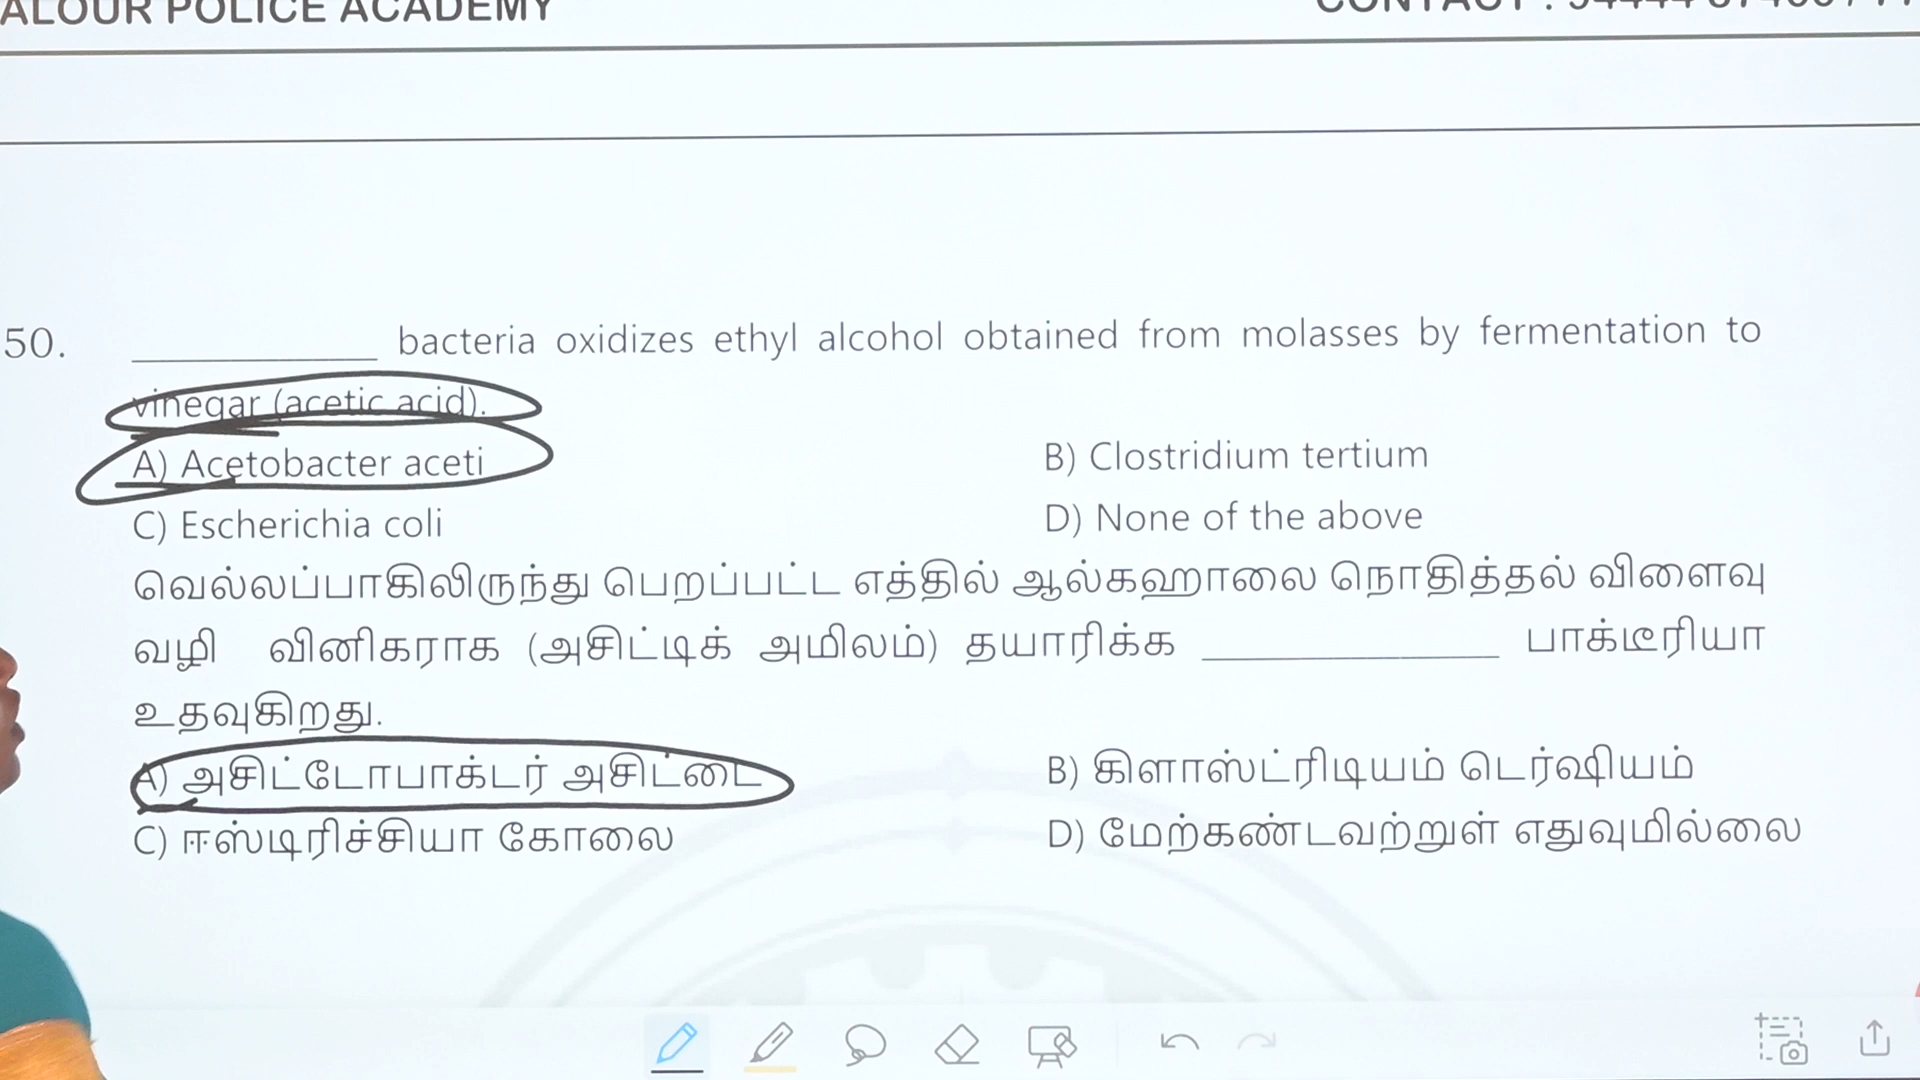 ALOUR POLICE ACADEMY
50. ____________ bacteria oxidizes ethyl alcohol obtained from molasses by fermentation to
vinegar (acetic acid).
A) Acetobacter aceti B) Clostridium tertium
C) Escherichia coli D) None of the above
வெல்லப்பாகிலிருந்து பெறப்பட்ட எத்தில் ஆல்கஹாலை நொதித்தல் விளைவு
வழி வினிகராக (அசிட்டிக் அமிலம்) தயாரிக்க ____________ பாக்டீரியா
உதவுகிறது.
A) அசிட்டோபாக்டர் அசிட்டை B) கிளாஸ்ட்ரிடியம் டெர்ஷியம்
C) ஈஸ்டிரிச்சியா கோலை D) மேற்கண்டவற்றுள் எதுவுமில்லை